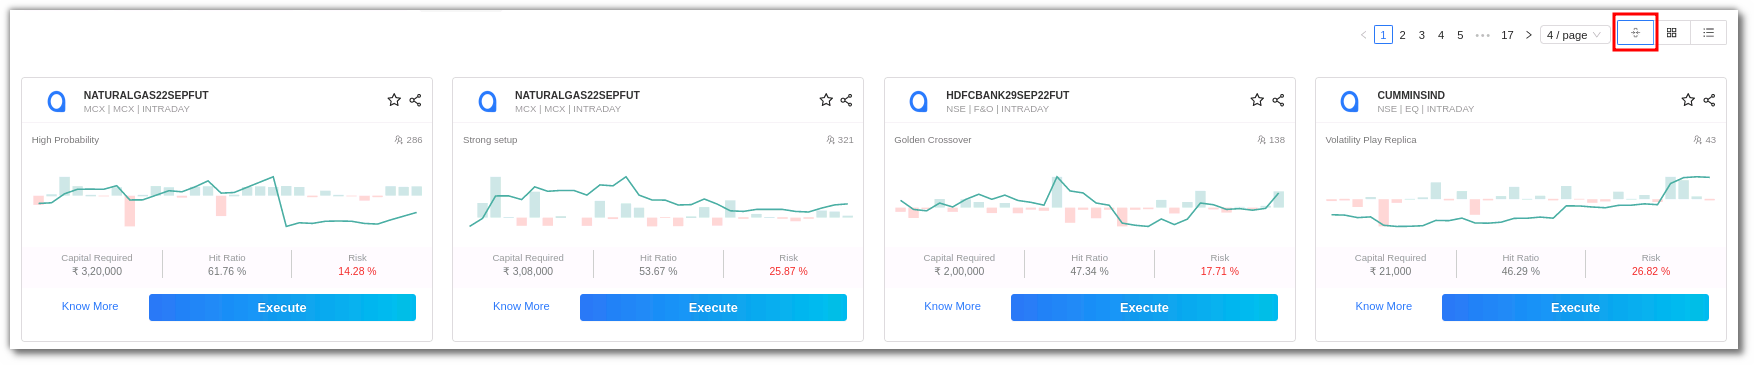 1 2 3 4 5 ••• 17 4 / page
NATURALGAS22SEPFUT
MCX | MCX | INTRADAY
High Probability 286
Capital Required Hit Ratio Risk
₹ 3,20,000 61.76 % 14.28 %
Know More Execute
NATURALGAS22SEPFUT
MCX | MCX | INTRADAY
Strong setup 321
Capital Required Hit Ratio Risk
₹ 3,08,000 53.67 % 25.87 %
Know More Execute
HDFCBANK29SEP22FUT
NSE | F&O | INTRADAY
Golden Crossover 138
Capital Required Hit Ratio Risk
₹ 2,00,000 47.34 % 17.71 %
Know More Execute
CUMMINSIND
NSE | EQ | INTRADAY
Volatility Play Replica 43
Capital Required Hit Ratio Risk
₹ 21,000 46.29 % 26.82 %
Know More Execute